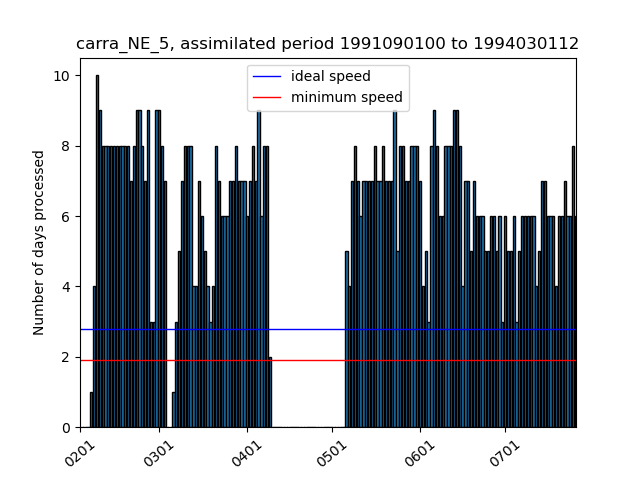 carra_NE_5, assimilated period 1991090100 to 1994030112
ideal speed
minimum speed
Number of days processed
10
8
6
4
2
0
0201 0301 0401 0501 0601 0701